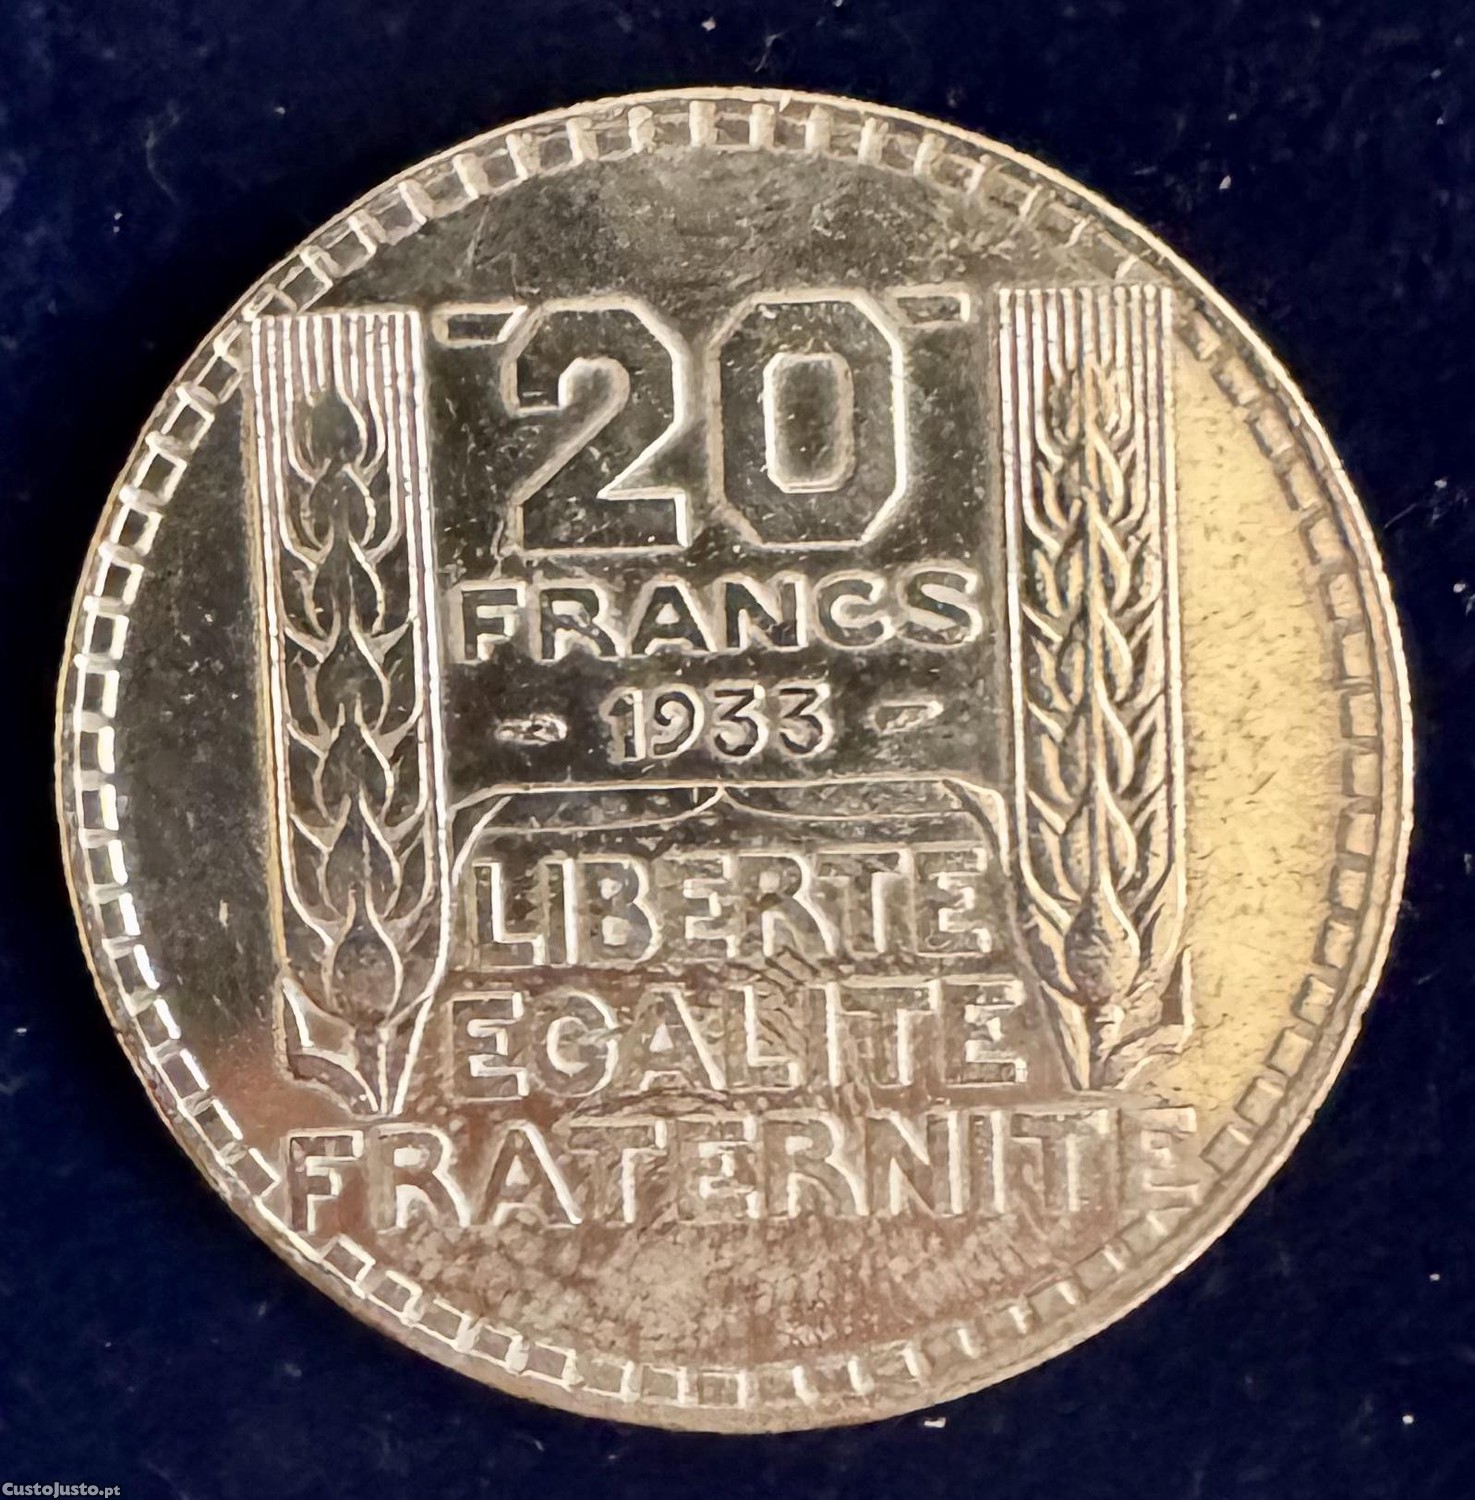 20
FRANCS
- 1933 -
LIBERTE
EGALITE
FRATERNITE
CustoJusto.pt